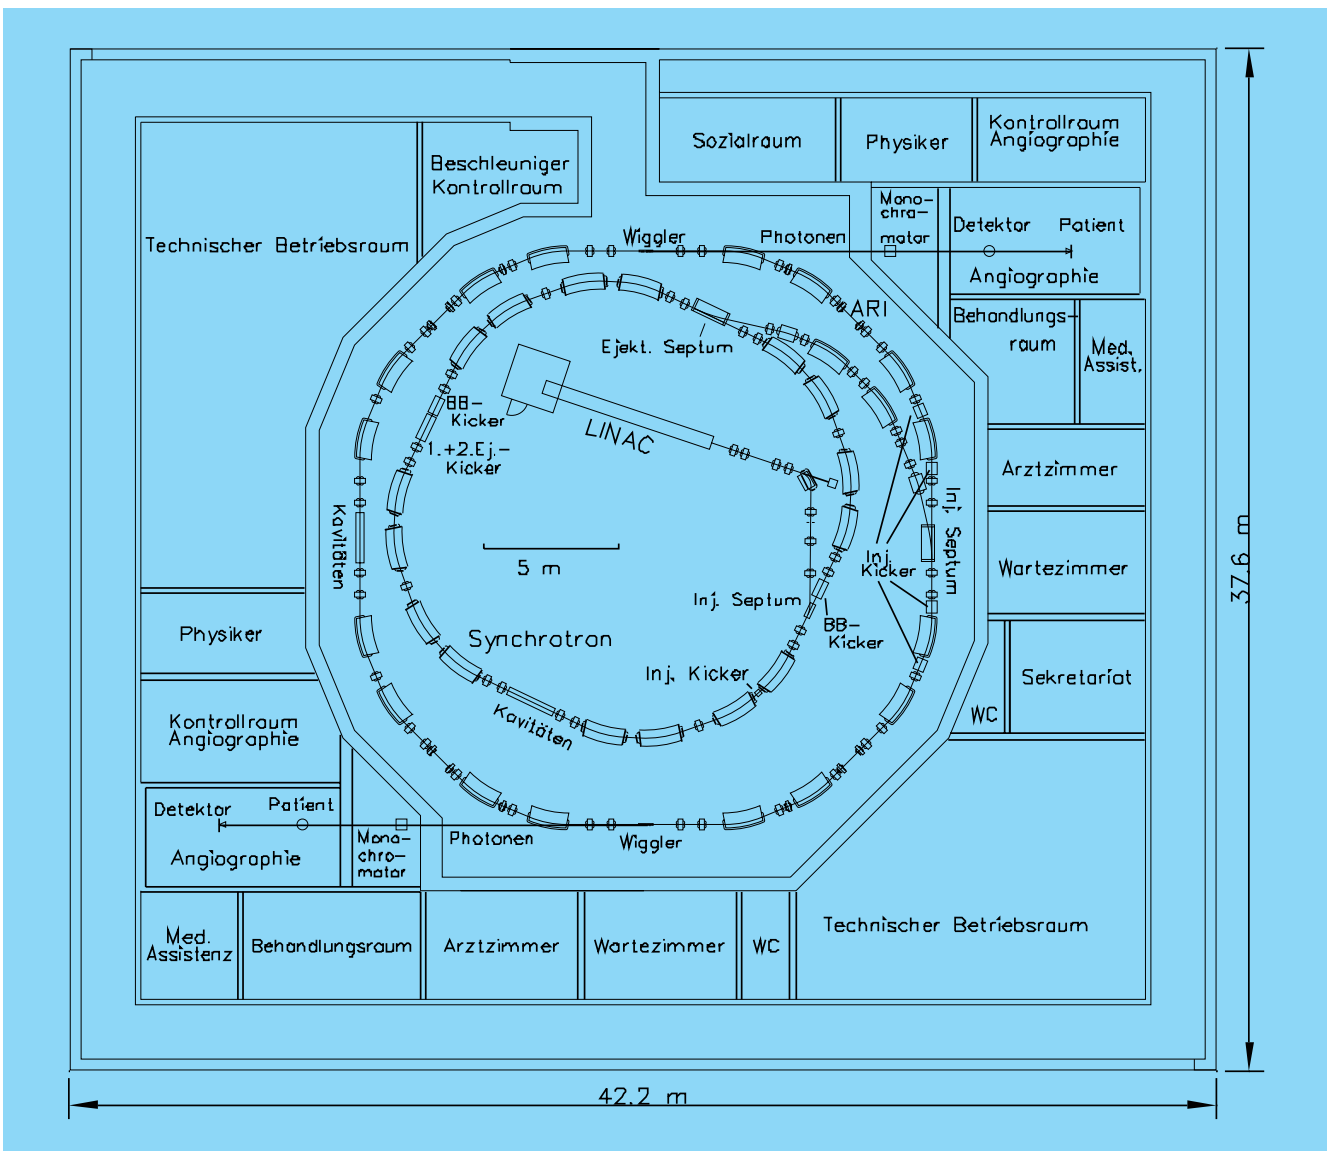 Sozialraum
Physiker
Kontrollraum
Angiographie
Beschleuniger
Kontrollraum
Technischer Betriebsraum
Mono-
chro-
mator
Detektor
Patient
Angiographie
Wiggler
Photonen
ARI
Behandlungs-
raum
Med.
Assist.
Ejekt. Septum
BB-
Kicker
1.+2.Ej.-
Kicker
LINAC
Arztzimmer
Kavitäten
Inj. Septum
5 m
Inj.
Kicker
Wartezimmer
37.6 m
Inj. Septum
BB-
Kicker
Physiker
Synchrotron
Inj. Kicker
Sekretariat
WC
Kavitäten
Kontrollraum
Angiographie
Detektor
Patient
Angiographie
Mono-
chro-
mator
Photonen
Wiggler
Technischer Betriebsraum
Med.
Assistenz
Behandlungsraum
Arztzimmer
Wartezimmer
WC
42.2 m